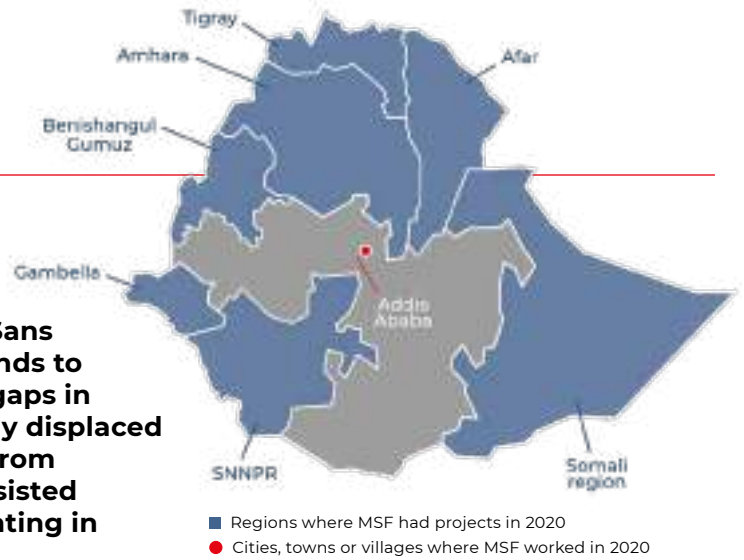 Tigray
Amhara
Afar
Benishangul
Gumuz
Gambella
Addis
Ababa
Sans
nds to
gaps in
y displaced
rom
sisted
ating in
SNNPR
Somali
region
Regions where MSF had projects in 2020
Cities, towns or villages where MSF worked in 2020